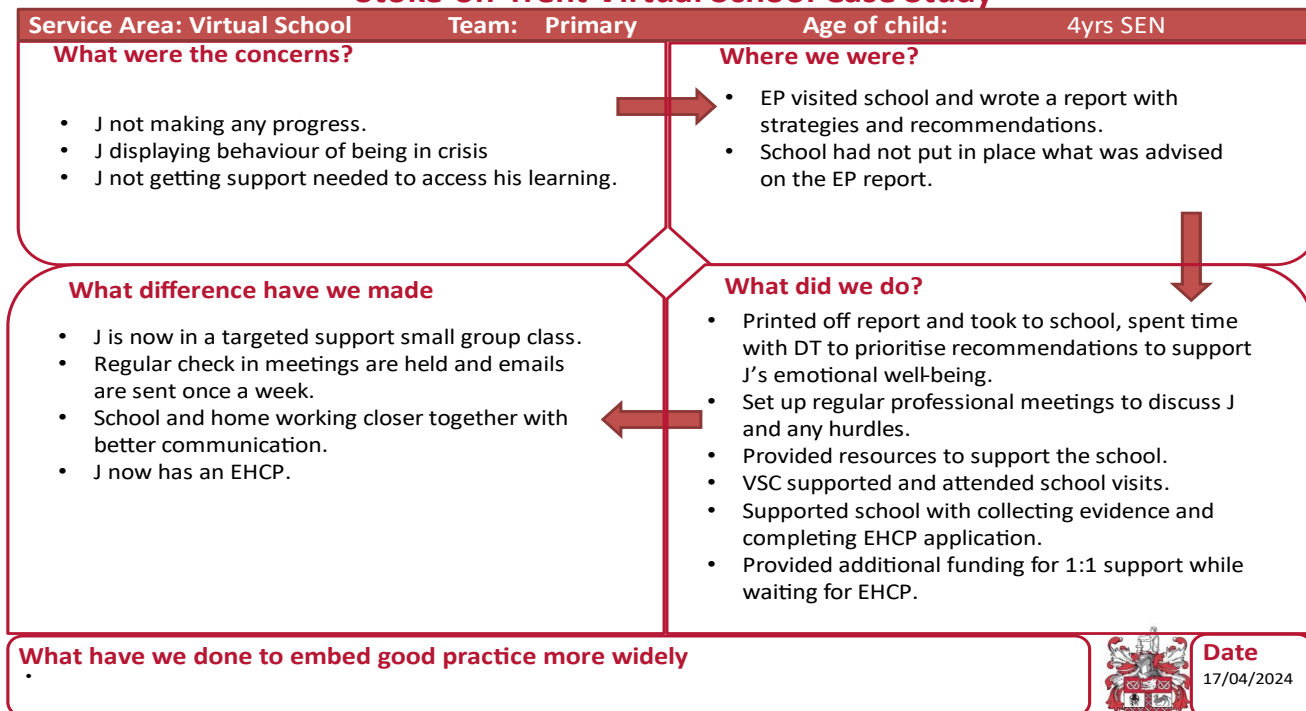 Stoke-on-Trent Virtual School Case Study
Service Area: Virtual School Team: Primary Age of child: 4yrs SEN
What were the concerns?
• J not making any progress.
• J displaying behaviour of being in crisis
• J not getting support needed to access his learning.
Where we were?
• EP visited school and wrote a report with
strategies and recommendations.
• School had not put in place what was advised
on the EP report.
What difference have we made
• J is now in a targeted support small group class.
• Regular check in meetings are held and emails
are sent once a week.
• School and home working closer together with
better communication.
• J now has an EHCP.
What did we do?
• Printed off report and took to school, spent time
with DT to prioritise recommendations to support
J’s emotional well-being.
• Set up regular professional meetings to discuss J
and any hurdles.
• Provided resources to support the school.
• VSC supported and attended school visits.
• Supported school with collecting evidence and
completing EHCP application.
• Provided additional funding for 1:1 support while
waiting for EHCP.
What have we done to embed good practice more widely
•
Date
17/04/2024